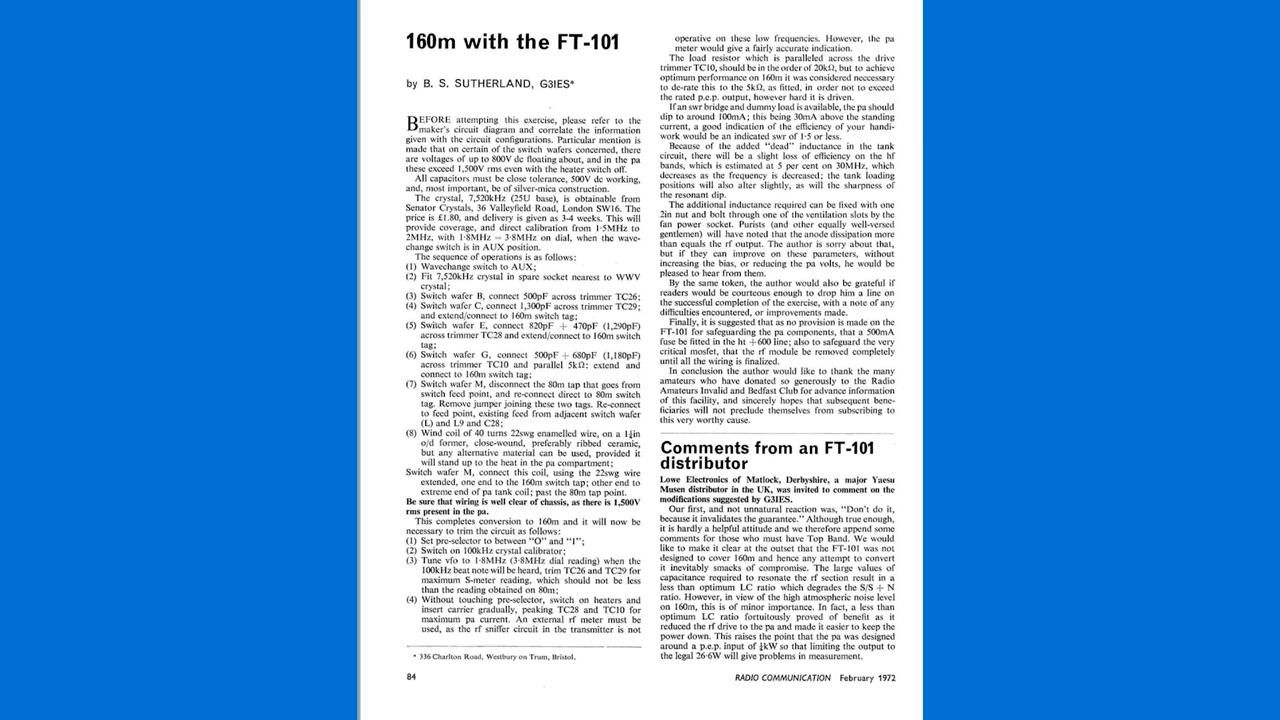 160m with the FT-101
by B. S. SUTHERLAND, G3IES*
BEFORE attempting this exercise, please refer to the
maker's circuit diagram and correlate the information
given with the circuit configurations. Particular mention is
made that on certain of the switch wafers concerned, there
are voltages of up to 800V dc floating about, and in the pa
these exceed 1,500V rms even with the heater switch off.
All capacitors must be close tolerance, 500V dc working,
and, most important, be of silver-mica construction.
The crystal, 7,520kHz (25U base), is obtainable from
Senator Crystals, 36 Valleyfield Road, London SW16. The
price is £1.80, and delivery is given as 3-4 weeks. This will
provide coverage, and direct calibration from 1·5MHz to
2MHz, with 1·8MHz = 3·8MHz on dial, when the wave-
change switch is in AUX position.
The sequence of operations is as follows:
(1) Wavechange switch to AUX;
(2) Fit 7,520kHz crystal in spare socket nearest to WWV
crystal;
(3) Switch wafer B, connect 500pF across trimmer TC26;
(4) Switch wafer C, connect 1,300pF across trimmer TC29;
and extend/connect to 160m switch tag;
(5) Switch wafer E, connect 820pF + 470pF (1,290pF)
across trimmer TC28 and extend/connect to 160m switch
tag;
(6) Switch wafer G, connect 500pF + 680pF (1,180pF)
across trimmer TC10 and parallel 5kΩ; extend and
connect to 160m switch tag;
(7) Switch wafer M, disconnect the 80m tap that goes from
switch feed point, and re-connect direct to 80m switch
tag. Remove jumper joining these two tags. Re-connect
to feed point, existing feed from adjacent switch wafer
(L) and L9 and C28;
(8) Wind coil of 40 turns 22swg enamelled wire, on a 1¼in
o/d former, close-wound, preferably ribbed ceramic,
but any alternative material can be used, provided it
will stand up to the heat in the pa compartment;
Switch wafer M, connect this coil, using the 22swg wire
extended, one end to the 160m switch tap; other end to
extreme end of pa tank coil; past the 80m tap point.
Be sure that wiring is well clear of chassis, as there is 1,500V
rms present in the pa.
This completes conversion to 160m and it will now be
necessary to trim the circuit as follows:
(1) Set pre-selector to between "O" and "1";
(2) Switch on 100kHz crystal calibrator;
(3) Tune vfo to 1·8MHz (3·8MHz dial reading) when the
100kHz beat note will be heard, trim TC26 and TC29 for
maximum S-meter reading, which should not be less
than the reading obtained on 80m;
(4) Without touching pre-selector, switch on heaters and
insert carrier gradually, peaking TC28 and TC10 for
maximum pa current. An external rf meter must be
used, as the rf sniffer circuit in the transmitter is not
* 336 Charlton Road, Westbury on Trum, Bristol.
84
operative on these low frequencies. However, the pa
meter would give a fairly accurate indication.
The load resistor which is paralleled across the drive
trimmer TC10, should be in the order of 20kΩ, but to achieve
optimum performance on 160m it was considered neccessary
to de-rate this to the 5kΩ, as fitted, in order not to exceed
the rated p.e.p. output, however hard it is driven.
If an swr bridge and dummy load is available, the pa should
dip to around 100mA; this being 30mA above the standing
current, a good indication of the efficiency of your handi-
work would be an indicated swr of 1·5 or less.
Because of the added "dead" inductance in the tank
circuit, there will be a slight loss of efficiency on the hf
bands, which is estimated at 5 per cent on 30MHz, which
decreases as the frequency is decreased; the tank loading
positions will also alter slightly, as will the sharpness of
the resonant dip.
The additional inductance required can be fixed with one
2in nut and bolt through one of the ventilation slots by the
fan power socket. Purists (and other equally well-versed
gentlemen) will have noted that the anode dissipation more
than equals the rf output. The author is sorry about that,
but if they can improve on these parameters, without
increasing the bias, or reducing the pa volts, he would be
pleased to hear from them.
By the same token, the author would also be grateful if
readers would be courteous enough to drop him a line on
the successful completion of the exercise, with a note of any
difficulties encountered, or improvements made.
Finally, it is suggested that as no provision is made on the
FT-101 for safeguarding the pa components, that a 500mA
fuse be fitted in the ht +600 line; also to safeguard the very
critical mosfet, that the rf module be removed completely
until all the wiring is finalized.
In conclusion the author would like to thank the many
amateurs who have donated so generously to the Radio
Amateurs Invalid and Bedfast Club for advance information
of this facility, and sincerely hopes that subsequent bene-
ficiaries will not preclude themselves from subscribing to
this very worthy cause.
Comments from an FT-101
distributor
Lowe Electronics of Matlock, Derbyshire, a major Yaesu
Musen distributor in the UK, was invited to comment on the
modifications suggested by G3IES.
Our first, and not unnatural reaction was, "Don't do it,
because it invalidates the guarantee." Although true enough,
it is hardly a helpful attitude and we therefore append some
comments for those who must have Top Band. We would
like to make it clear at the outset that the FT-101 was not
designed to cover 160m and hence any attempt to convert
it inevitably smacks of compromise. The large values of
capacitance required to resonate the rf section result in a
less than optimum LC ratio which degrades the S/S + N
ratio. However, in view of the high atmospheric noise level
on 160m, this is of minor importance. In fact, a less than
optimum LC ratio fortuitously proved of benefit as it
reduced the rf drive to the pa and made it easier to keep the
power down. This raises the point that the pa was designed
around a p.e.p. input of ¼kW so that limiting the output to
the legal 26·6W will give problems in measurement.
RADIO COMMUNICATION February 1972